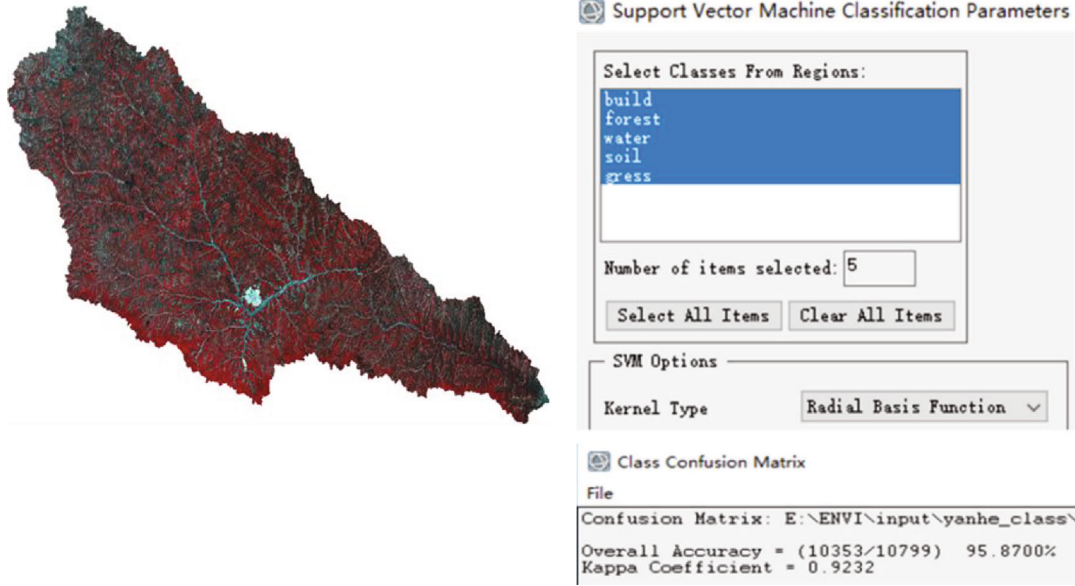 Support Vector Machine Classification Parameters
Select Classes From Regions:
build
forest
water
soil
gress
Number of items selected: 5
Select All Items Clear All Items
SVM Options
Kernel Type Radial Basis Function
Class Confusion Matrix
File
Confusion Matrix: E:\ENVI\input\yanhe_class\
Overall Accuracy = (10353/10799) 95.8700%
Kappa Coefficient = 0.9232